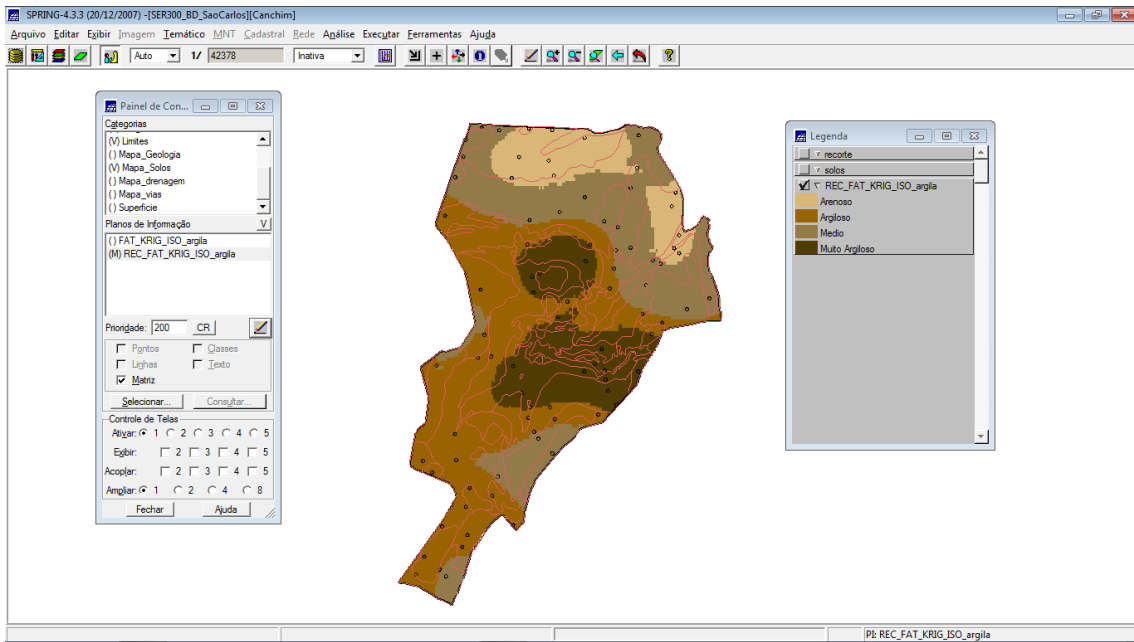 SPRING-4.3.3 (20/12/2007) -[SER300_BD_SaoCarlos][Canchim]
Arquivo Editar Exibir Imagem Temático MNT Cadastral Rede Análise Executar Ferramentas Ajuda
Auto 1/ 42378 Inativa
Painel de Con...
Categorias
(V) Limites
( ) Mapa_Geologia
(V) Mapa_Solos
( ) Mapa_drenagem
( ) Mapa_vias
( ) Superficie
Planos de Informação V
( ) FAT_KRIG_ISO_argila
(M) REC_FAT_KRIG_ISO_argila
Prioridade: 200 CR
Pontos Classes
Linhas Texto
Matriz
Selecionar... Consultar...
Controle de Telas
Ativar: 1 2 3 4 5
Exibir: 2 3 4 5
Acoplar: 2 3 4 5
Ampliar: 1 2 4 8
Fechar Ajuda
Legenda
recorte
solos
REC_FAT_KRIG_ISO_argila
Arenoso
Argiloso
Medio
Muito Argiloso
PI: REC_FAT_KRIG_ISO_argila